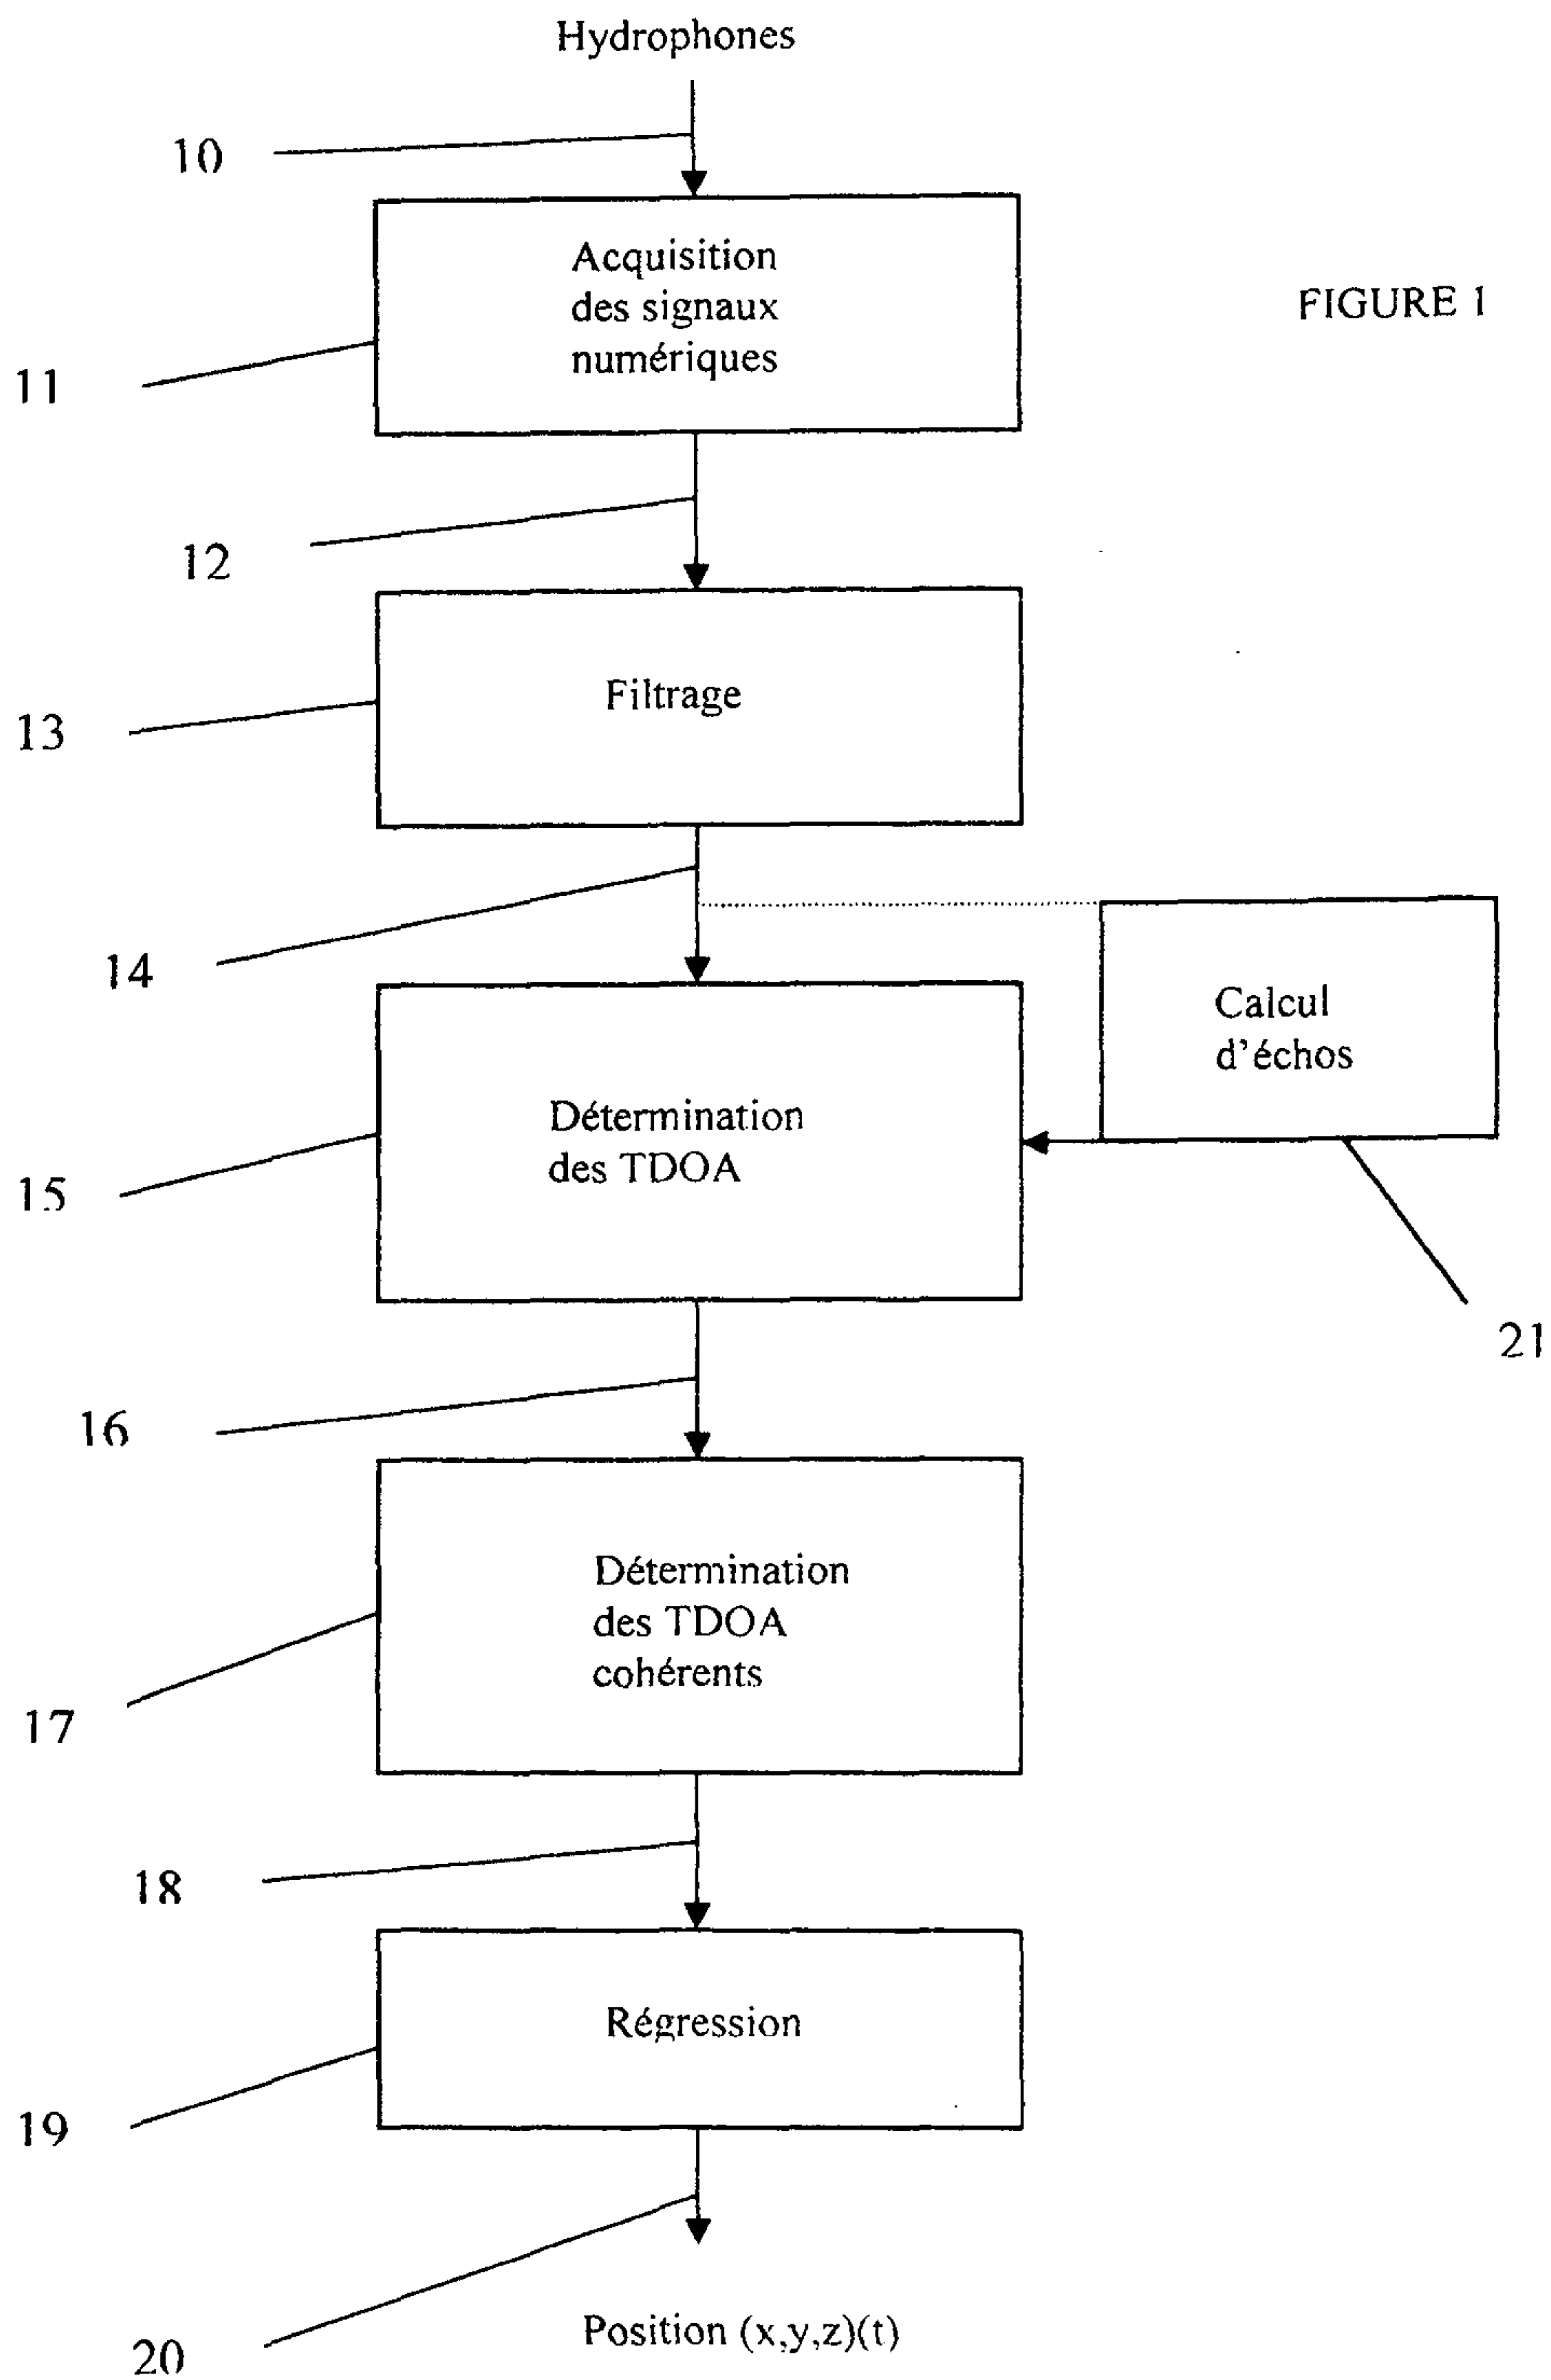 Hydrophones
10
Acquisition
des signaux
numériques
FIGURE 1
11
12
Filtrage
13
14
Calcul
d'échos
Détermination
des TDOA
15
21
16
Détermination
des TDOA
cohérents
17
18
Régression
19
Position (x,y,z)(t)
20